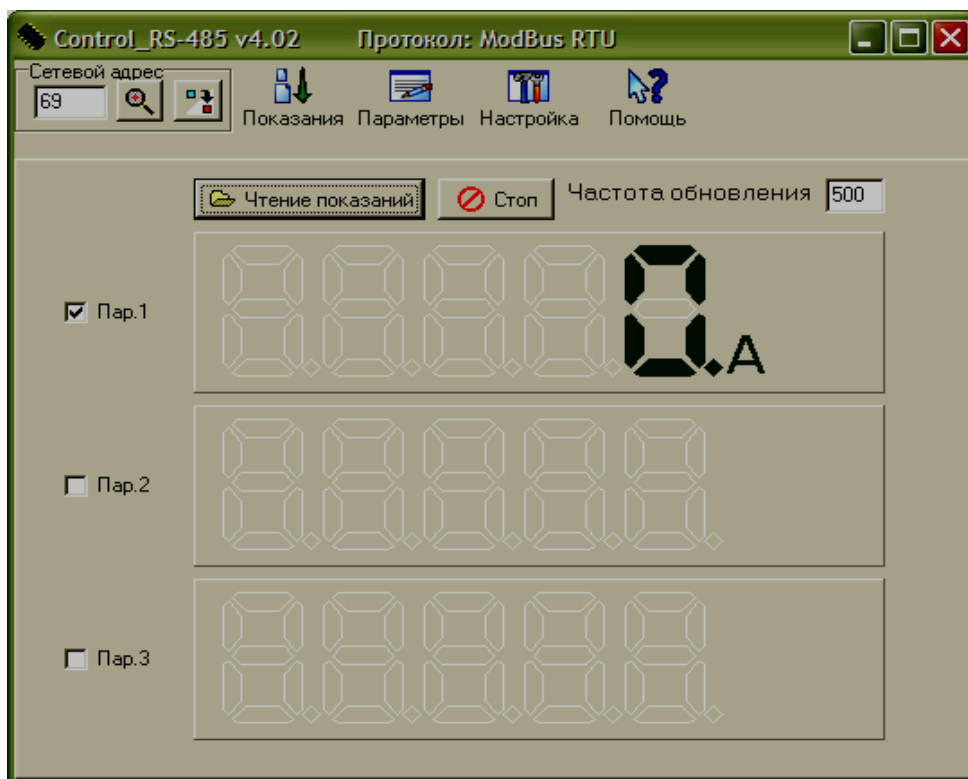 Control_RS-485 v4.02 Протокол: ModBus RTU
Сетевой адрес
69
Показания Параметры Настройка Помощь
Чтение показаний Стоп Частота обновления 500
Пар.1
0.A
Пар.2
Пар.3